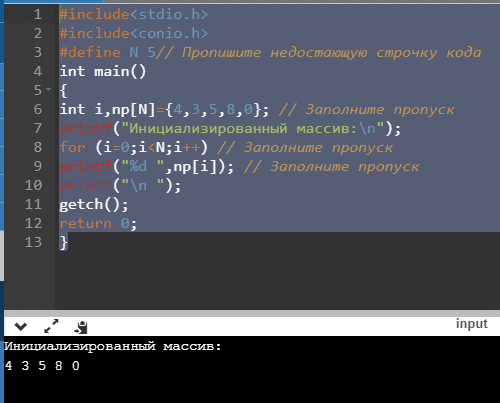 1 #include<stdio.h>
2 #include<conio.h>
3 #define N 5// Пропишите недостающую строчку кода
4 int main()
5 {
6 int i,np[N]={4,3,5,8,0}; // Заполните пропуск
7 printf("Инициализированный массив:\n");
8 for (i=0;i<N;i++) // Заполните пропуск
9 printf("%d ",np[i]); // Заполните пропуск
10 printf("\n ");
11 getch();
12 return 0;
13 }
input
Инициализированный массив:
4 3 5 8 0